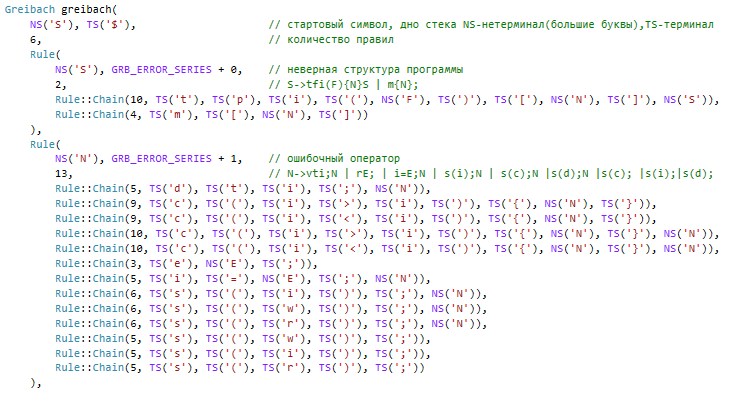 Greibach greibach(
NS('S'), TS('$'), // стартовый символ, дно стека NS-нетерминал(большие буквы),TS-терминал
6, // количество правил
Rule(
NS('S'), GRB_ERROR_SERIES + 0, // неверная структура программы
2, // S->tfi(F){N}S | m{N};
Rule::Chain(10, TS('t'), TS('p'), TS('i'), TS('('), NS('F'), TS(')'), TS('['), NS('N'), TS(']'), NS('S')),
Rule::Chain(4, TS('m'), TS('['), NS('N'), TS(']'))
),
Rule(
NS('N'), GRB_ERROR_SERIES + 1, // ошибочный оператор
13, // N->vti;N | rE; | i=E;N | s(i);N | s(c);N |s(d);N |s(c); |s(i);|s(d);
Rule::Chain(5, TS('d'), TS('t'), TS('i'), TS(';'), NS('N')),
Rule::Chain(9, TS('c'), TS('('), TS('i'), TS('>'), TS('i'), TS(')'), TS('{'), NS('N'), TS('}')),
Rule::Chain(9, TS('c'), TS('('), TS('i'), TS('<'), TS('i'), TS(')'), TS('{'), NS('N'), TS('}')),
Rule::Chain(10, TS('c'), TS('('), TS('i'), TS('>'), TS('i'), TS(')'), TS('{'), NS('N'), TS('}'), NS('N')),
Rule::Chain(10, TS('c'), TS('('), TS('i'), TS('<'), TS('i'), TS(')'), TS('{'), NS('N'), TS('}'), NS('N')),
Rule::Chain(3, TS('e'), NS('E'), TS(';')),
Rule::Chain(5, TS('i'), TS('='), NS('E'), TS(';'), NS('N')),
Rule::Chain(6, TS('s'), TS('('), TS('i'), TS(')'), TS(';'), NS('N')),
Rule::Chain(6, TS('s'), TS('('), TS('w'), TS(')'), TS(';'), NS('N')),
Rule::Chain(6, TS('s'), TS('('), TS('r'), TS(')'), TS(';'), NS('N')),
Rule::Chain(5, TS('s'), TS('('), TS('w'), TS(')'), TS(';')),
Rule::Chain(5, TS('s'), TS('('), TS('i'), TS(')'), TS(';')),
Rule::Chain(5, TS('s'), TS('('), TS('r'), TS(')'), TS(';'))
),